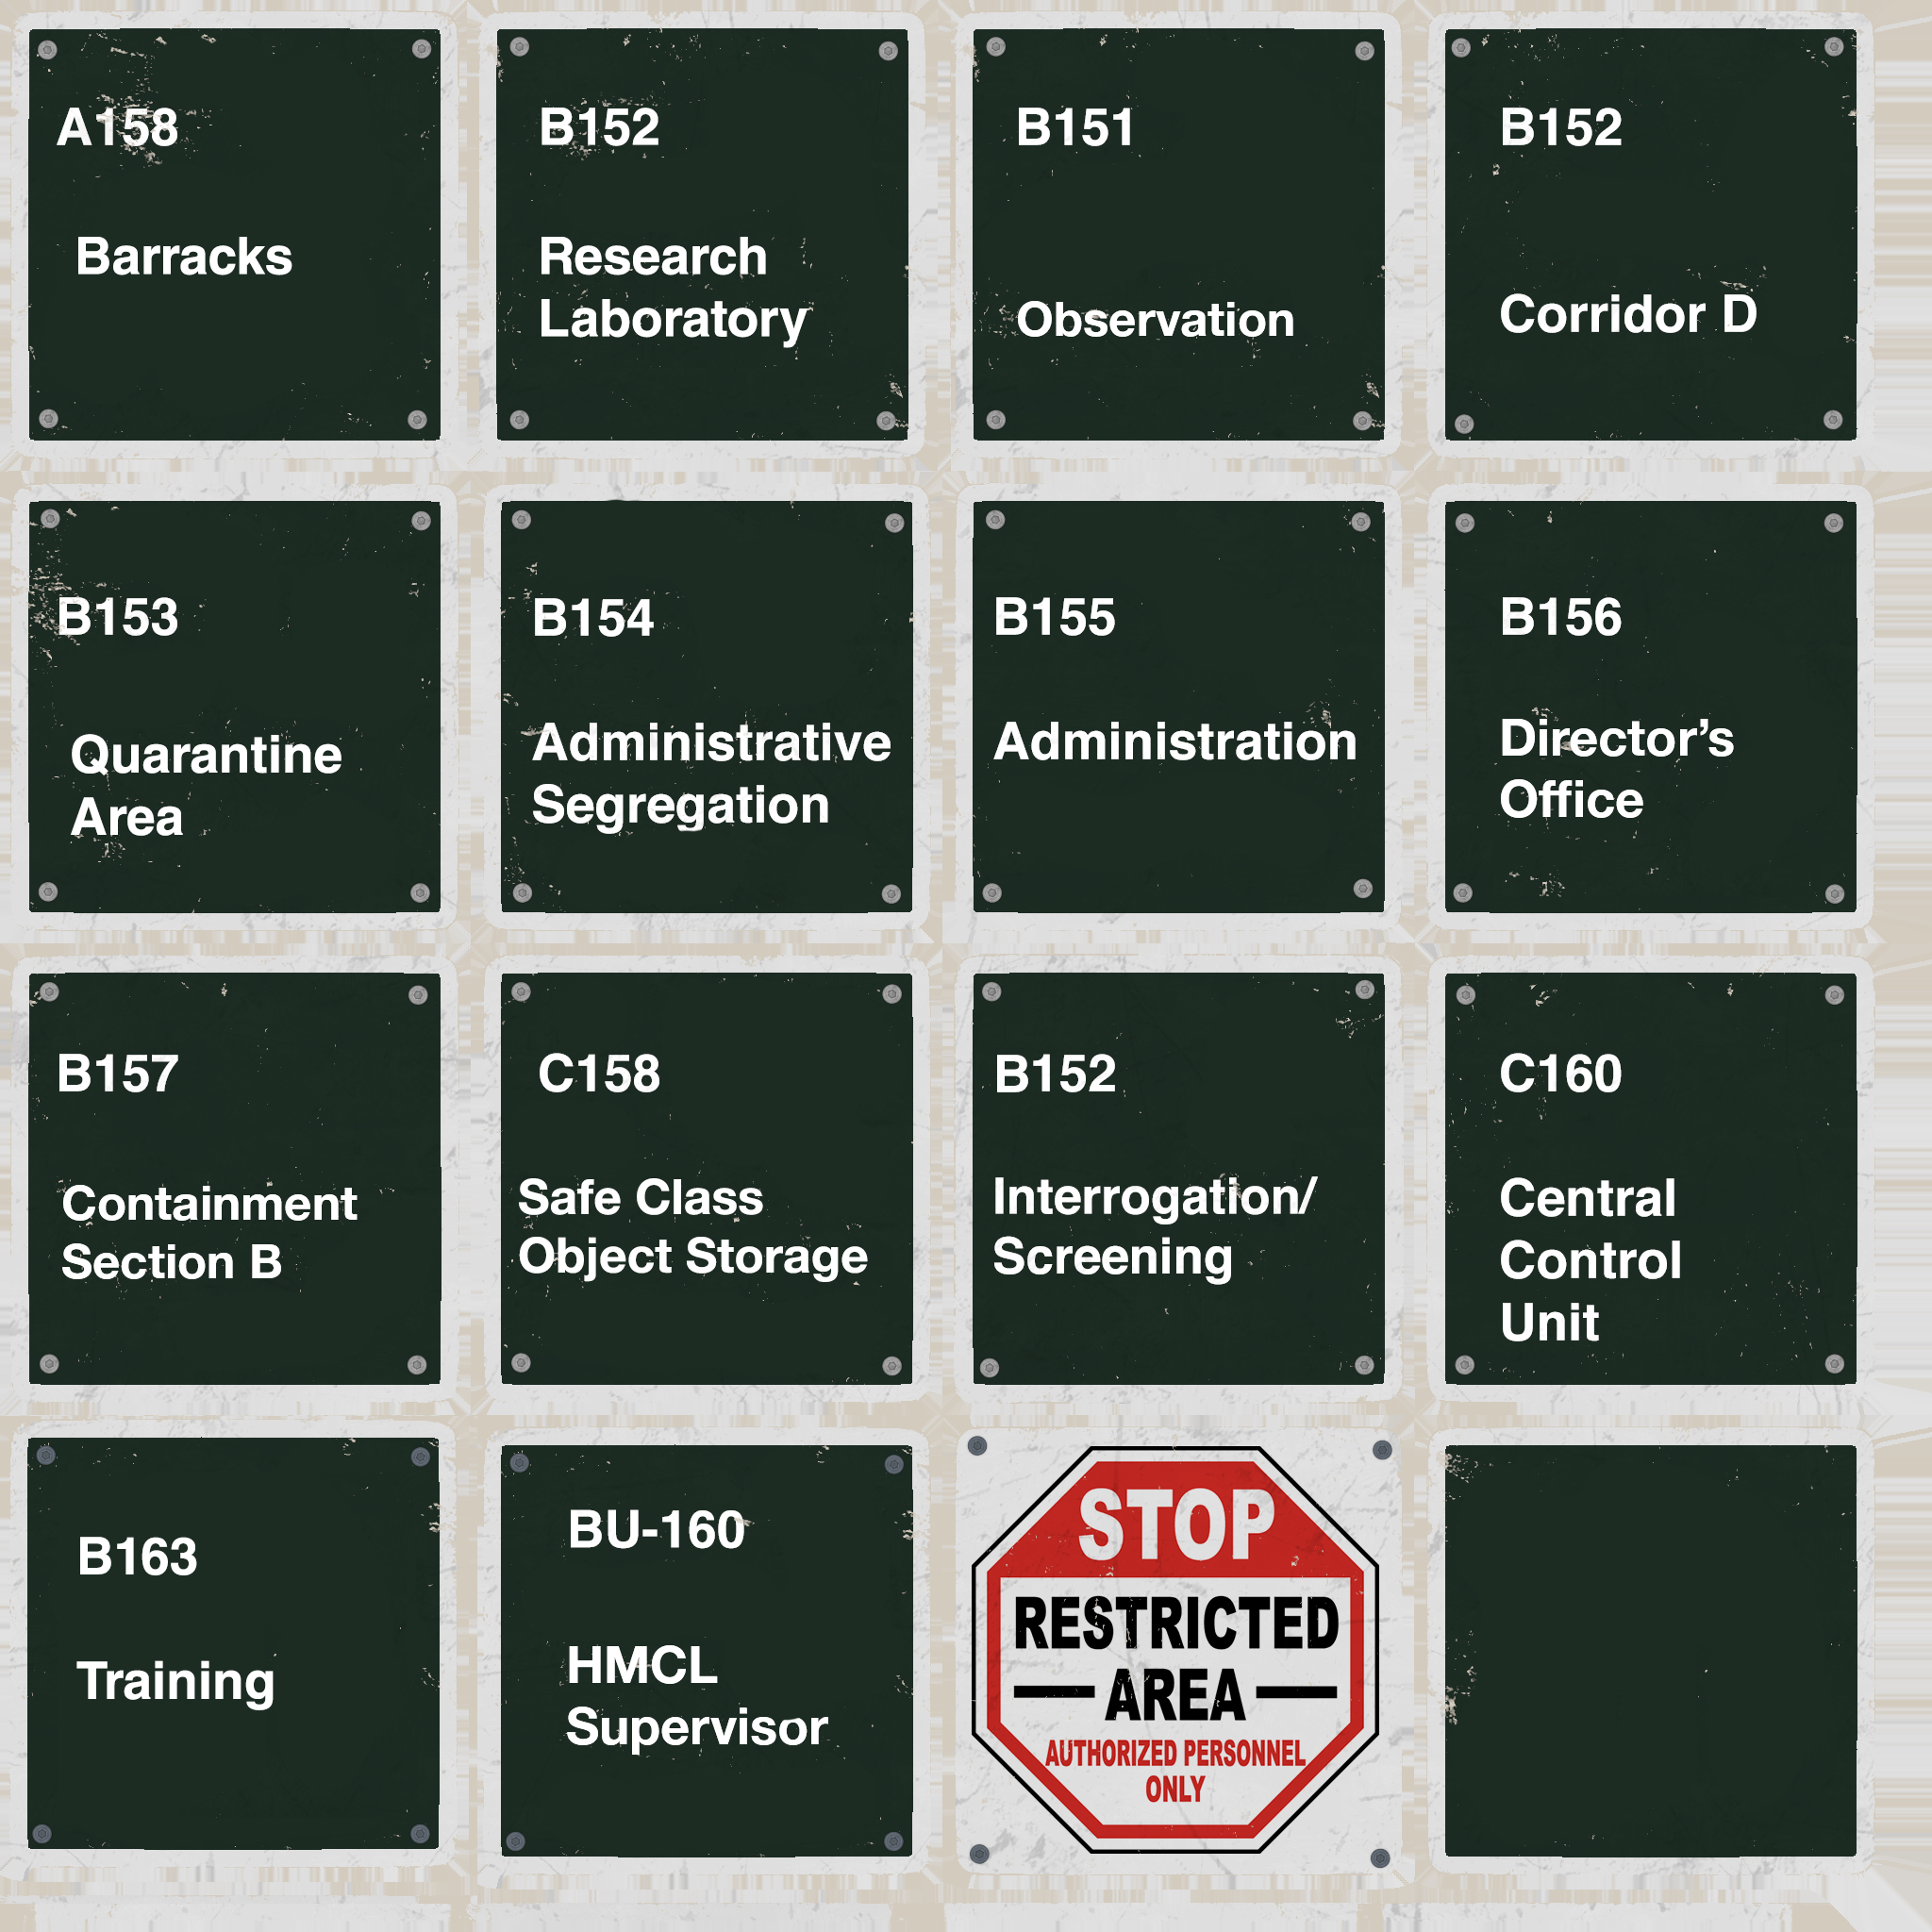 A158
Barracks
B152
Research
Laboratory
B151
Observation
B152
Corridor D
B153
Quarantine
Area
B154
Administrative
Segregation
B155
Administration
B156
Director’s
Office
B157
Containment
Section B
C158
Safe Class
Object Storage
B152
Interrogation/
Screening
C160
Central
Control
Unit
B163
Training
BU-160
HMCL
Supervisor
STOP
RESTRICTED
AREA
AUTHORIZED PERSONNEL
ONLY